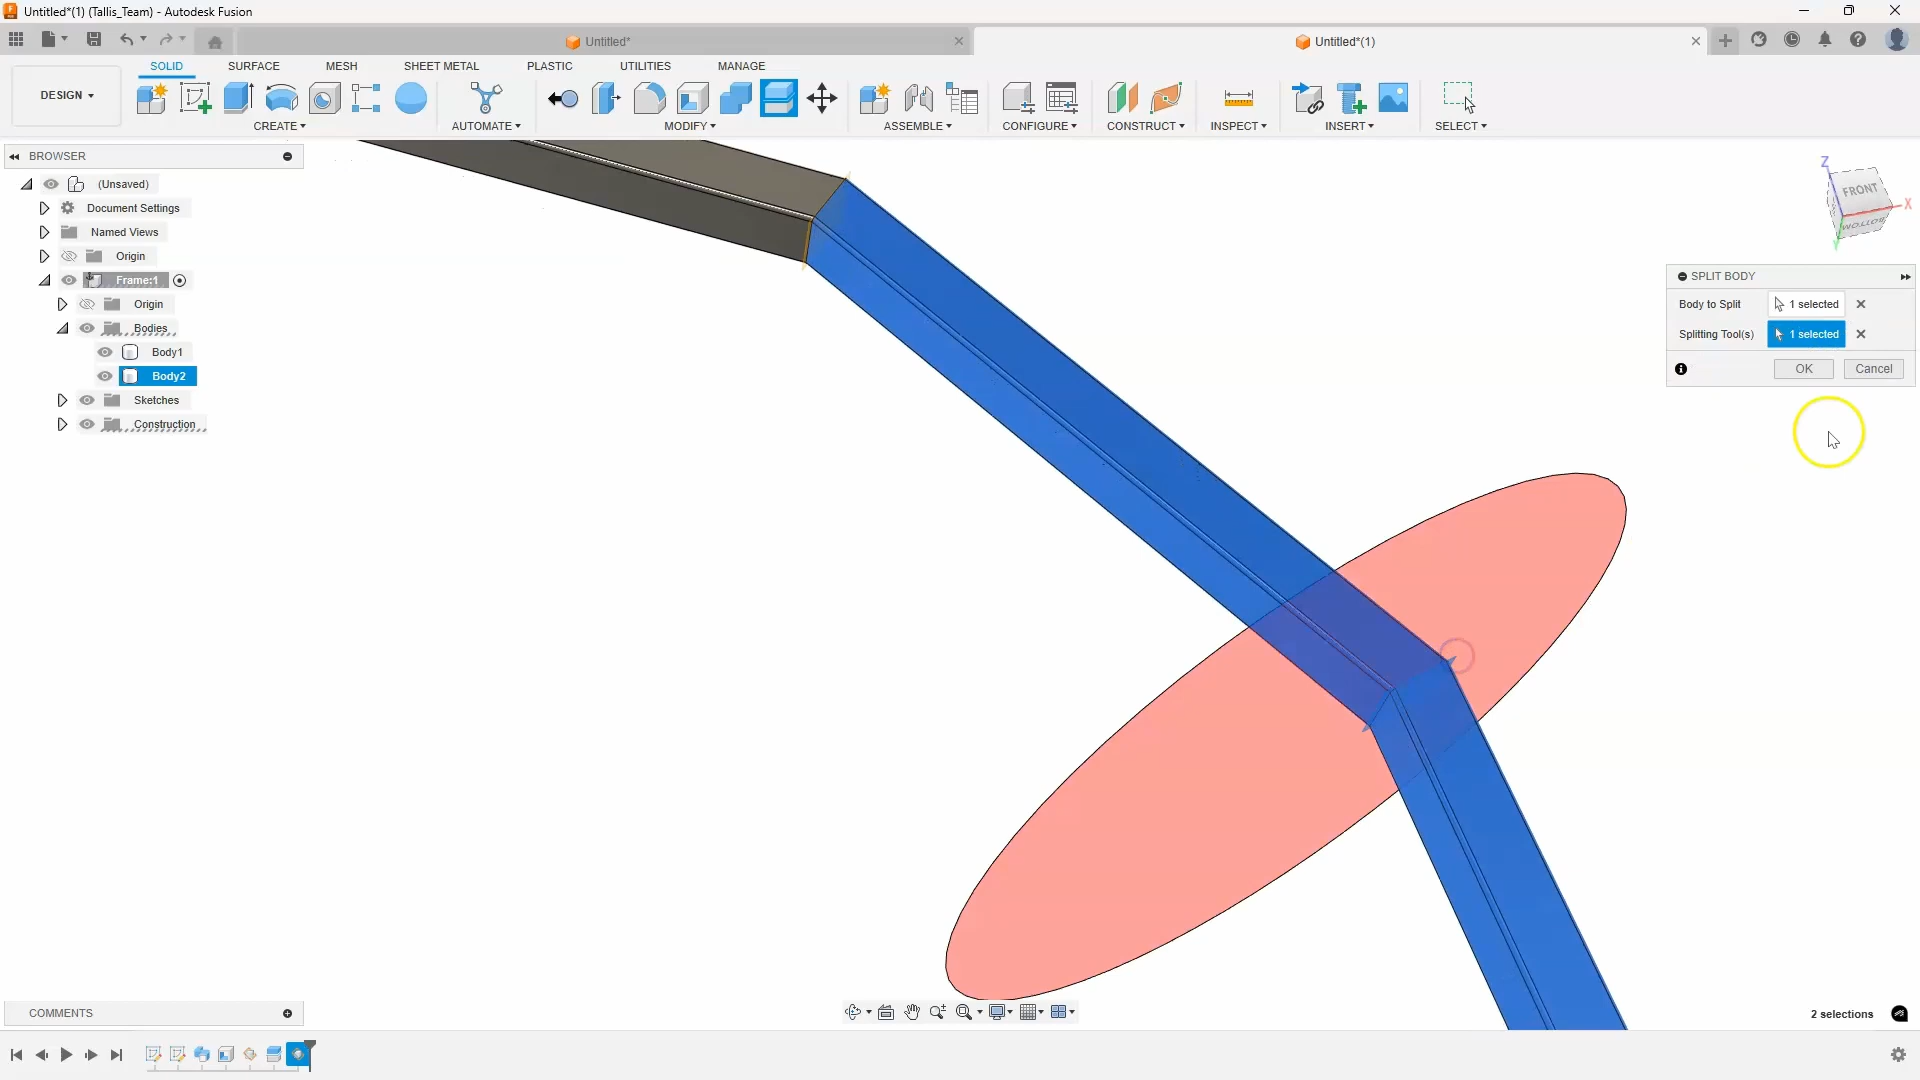 Untitled*(1) (Tallis_Team) - Autodesk Fusion
Untitled*
Untitled*(1)
DESIGN
SOLID
SURFACE
MESH
SHEET METAL
PLASTIC
UTILITIES
MANAGE
CREATE
AUTOMATE
MODIFY
ASSEMBLE
CONFIGURE
CONSTRUCT
INSPECT
INSERT
SELECT
BROWSER
(Unsaved)
Document Settings
Named Views
Origin
Frame:1
Origin
Bodies
Body1
Body2
Sketches
Construction
Z
FRONT
X
BOTTOM
Y
SPLIT BODY
Body to Split
1 selected
Splitting Tool(s)
1 selected
OK
Cancel
COMMENTS
2 selections